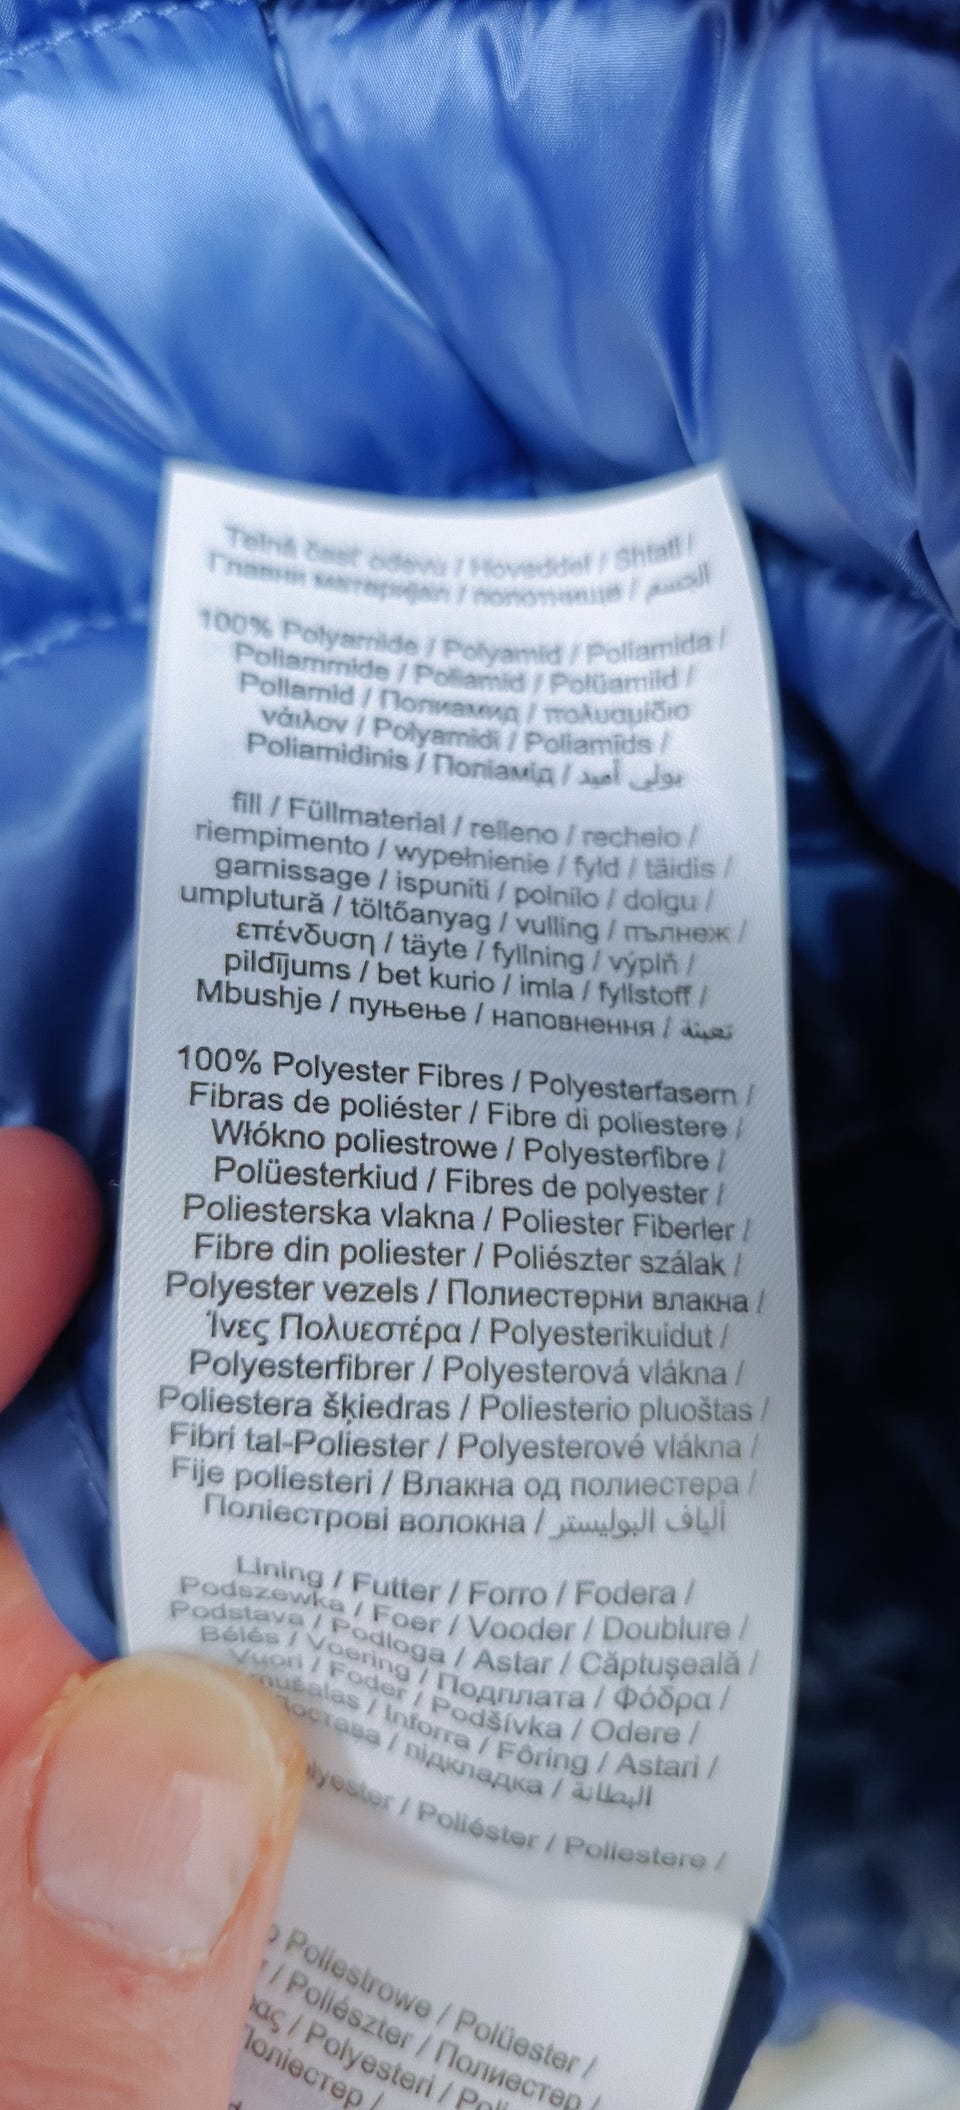 Telná časť odevu / Hoveddel / Shtati /
Главни материјал / полотнище / الجسم
100% Polyamide / Polyamid / Poliamida /
Poliammide / Poliamid / Polüamiid /
Poliamid / Полиамид / πολυαμίδιο
νάιλον / Polyamidi / Poliamīds /
Poliamidinis / Поліамід / بولي أميد
fill / Füllmaterial / relleno / recheio /
riempimento / wypełnienie / fyld / täidis /
garnissage / ispuniti / polnilo / dolgu /
umplutură / töltőanyag / vulling / пълнеж /
επένδυση / täyte / fyllning / výplň /
pildījums / bet kurio / imla / fyllstoff /
Mbushje / пуњење / наповнення / تعبئة
100% Polyester Fibres / Polyesterfasern /
Fibras de poliéster / Fibre di poliestere /
Włókno poliestrowe / Polyesterfibre /
Polüesterkiud / Fibres de polyester /
Poliesterska vlakna / Poliester Fiberler /
Fibre din poliester / Poliészter szálak /
Polyester vezels / Полиестерни влакна /
Ίνες Πολυεστέρα / Polyesterikuidut /
Polyesterfibrer / Polyesterová vlákna /
Poliestera šķiedras / Poliesterio pluoštas /
Fibri tal-Poliester / Polyesterové vlákna /
Fije poliesteri / Влакна од полиестера /
Поліестрові волокна / ألياف البوليستر
Lining / Futter / Forro / Fodera /
Podszewka / Foer / Vooder / Doublure /
Podstava / Podloga / Astar / Căptușeală /
Bélés / Voering / Подплата / Φόδρα /
Vuori / Foder / Podšívka / Odere /
/ Inforra / Fôring / Astari /
/ підкладка / البطانة
/ Poliéster / Poliestere /
Poliestrowe / Polüester /
/ Poliészter / Полиестер /
/ Polyesteri /